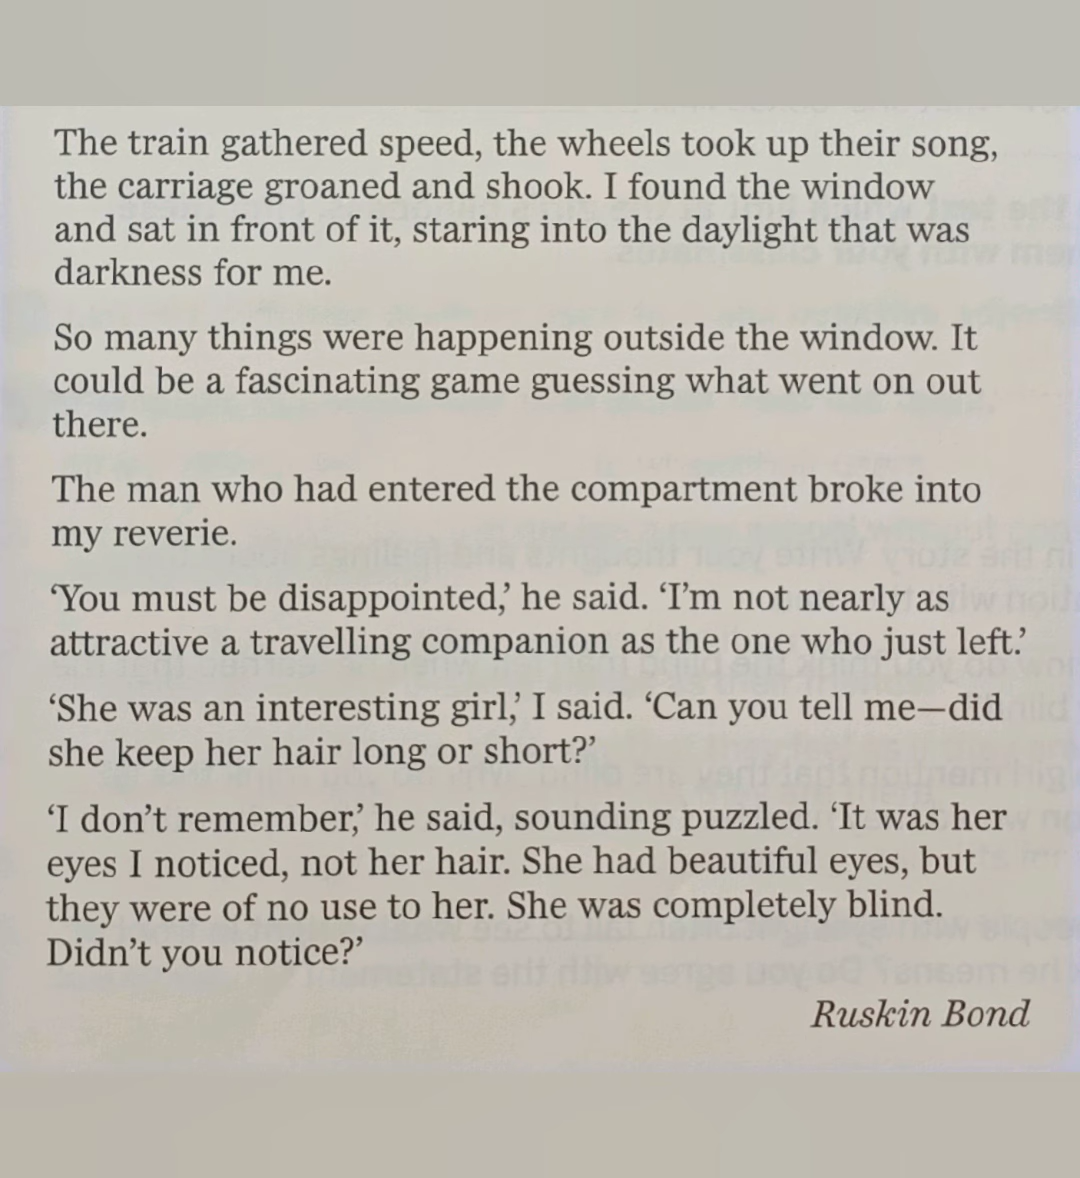 The train gathered speed, the wheels took up their song,
the carriage groaned and shook. I found the window
and sat in front of it, staring into the daylight that was
darkness for me.
So many things were happening outside the window. It
could be a fascinating game guessing what went on out
there.
The man who had entered the compartment broke into
my reverie.
‘You must be disappointed,’ he said. ‘I’m not nearly as
attractive a travelling companion as the one who just left.’
‘She was an interesting girl,’ I said. ‘Can you tell me—did
she keep her hair long or short?’
‘I don’t remember,’ he said, sounding puzzled. ‘It was her
eyes I noticed, not her hair. She had beautiful eyes, but
they were of no use to her. She was completely blind.
Didn’t you notice?’
Ruskin Bond